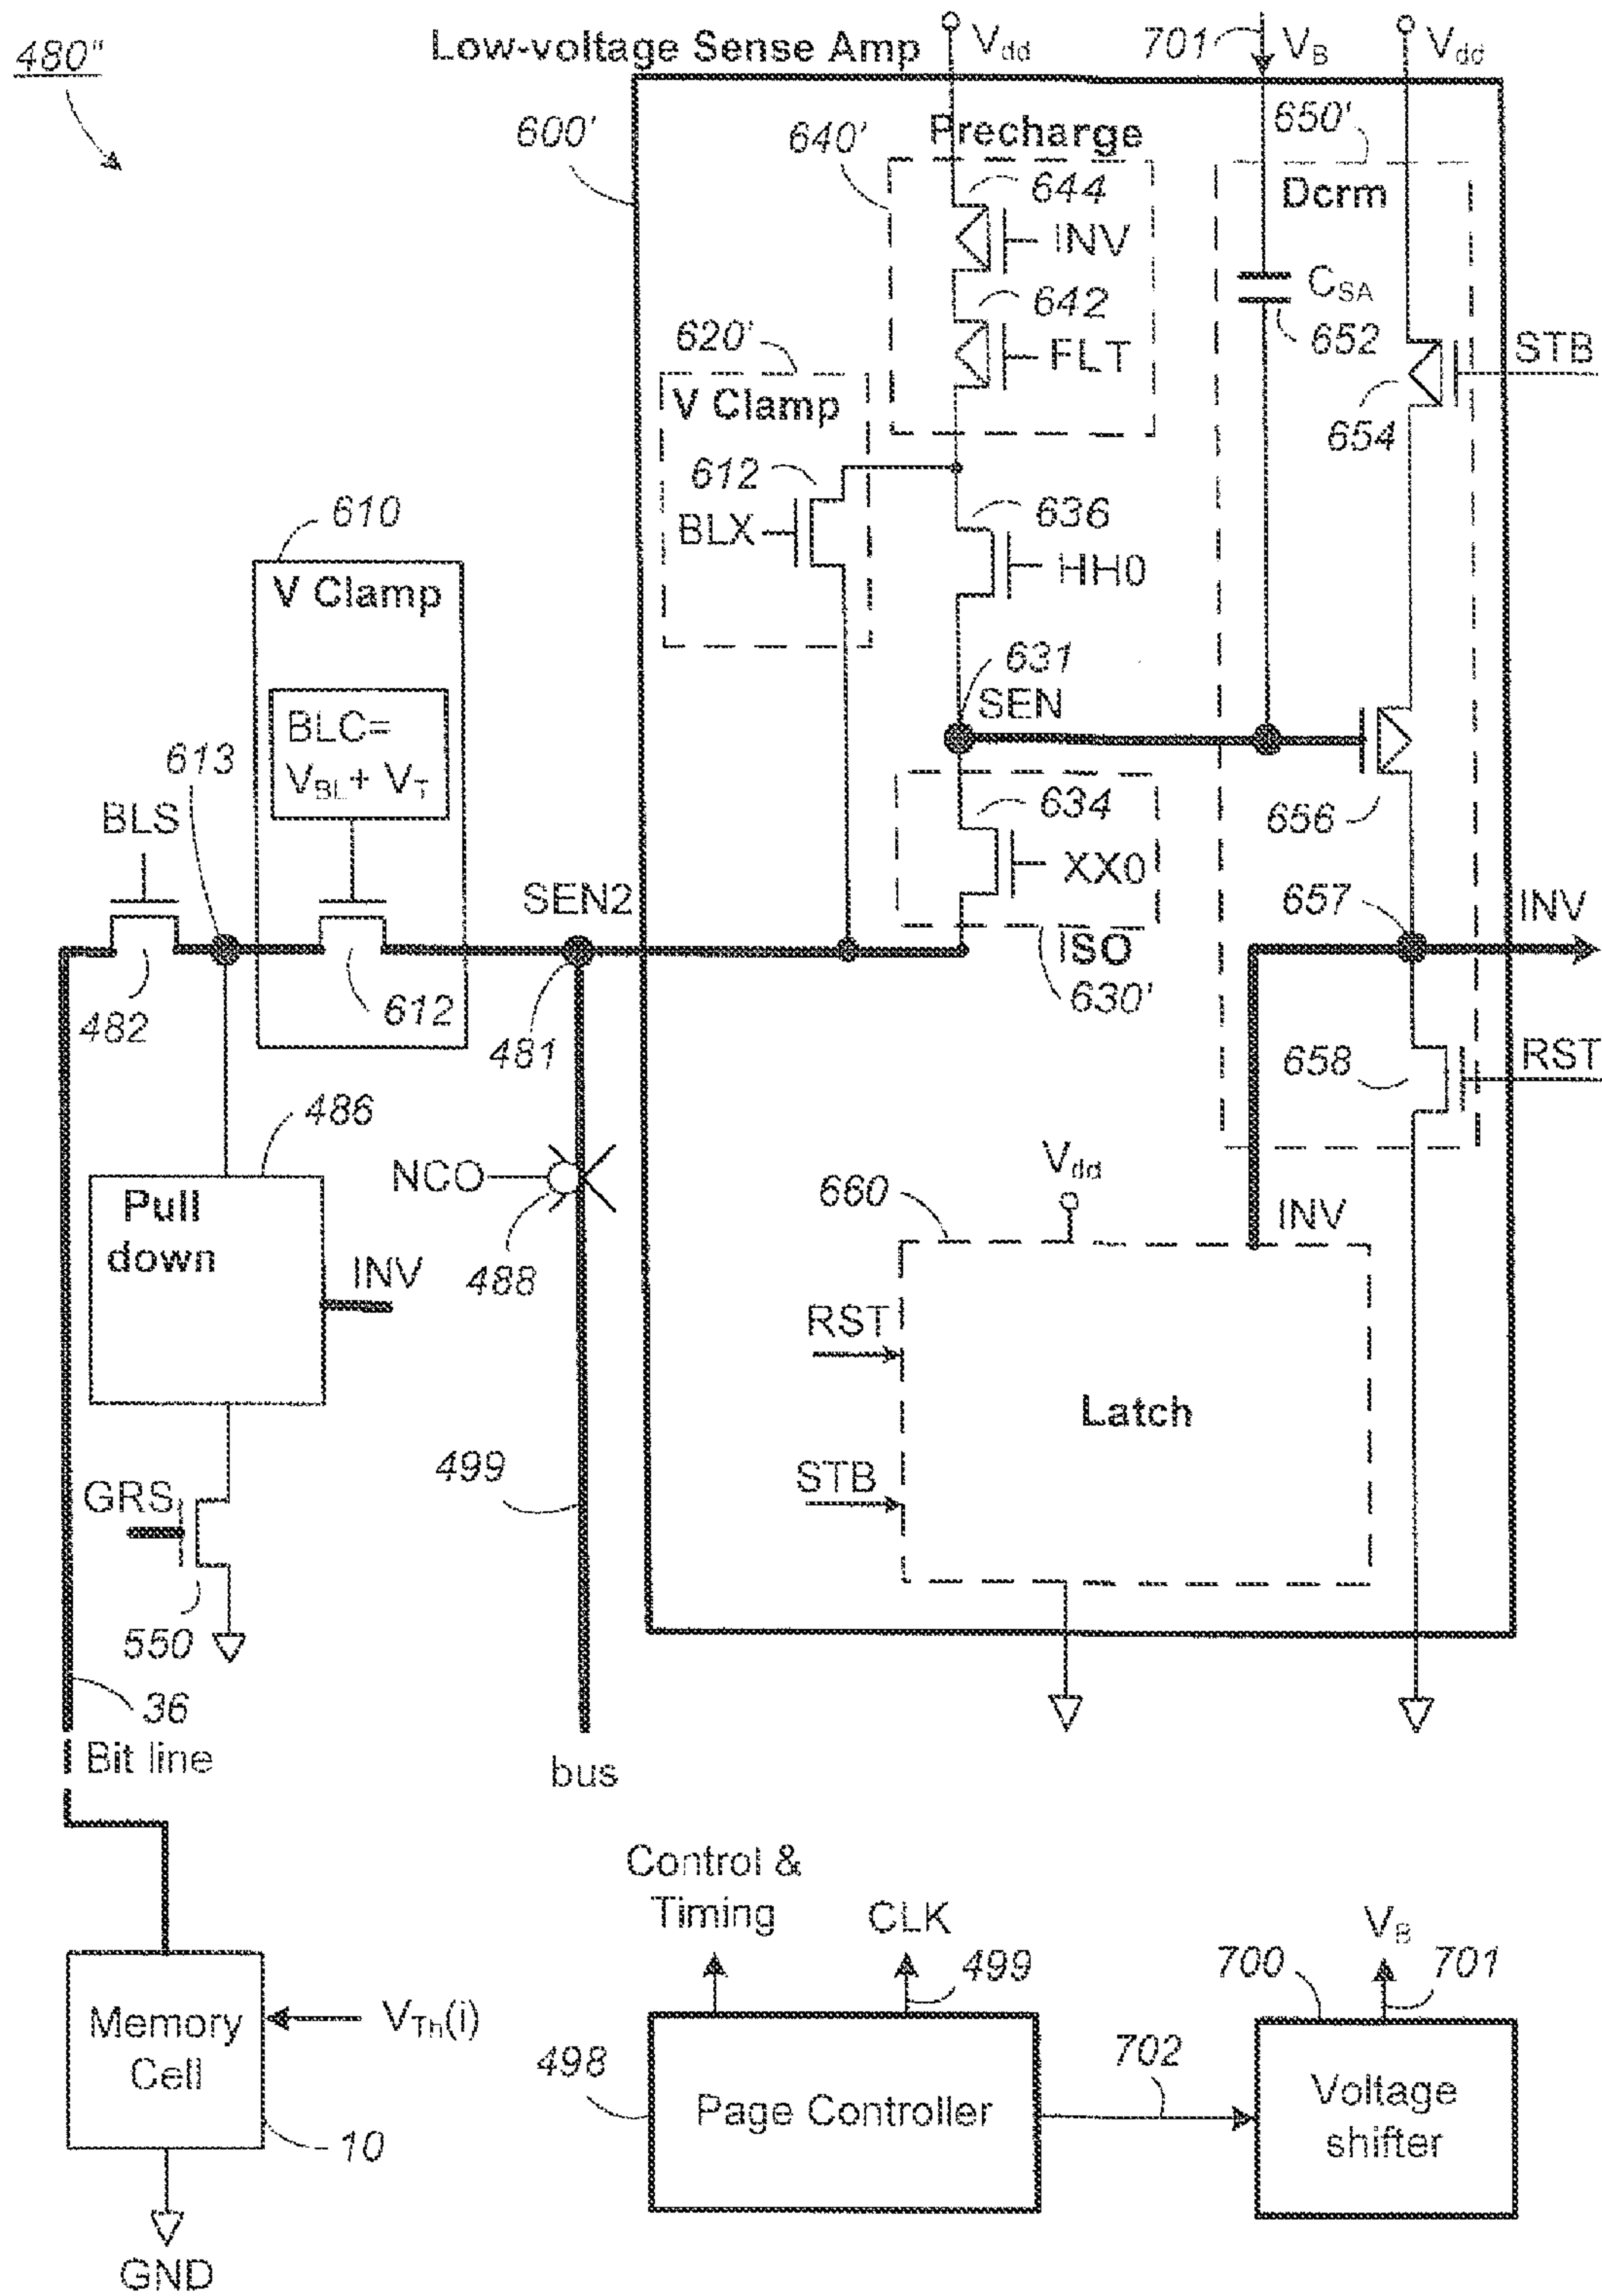 480"
Low-voltage Sense Amp
Vdd
701
VB
Vdd
600'
640'
Precharge
650'
644
Dcrm
INV
642
CSA
620'
FLT
652
STB
V Clamp
654
612
636
610
BLX
HH0
V Clamp
631
SEN
BLC=
613
VBL+ VT
634
656
BLS
XX0
SEN2
657
INV
ISO
482
612
630'
481
658
RST
486
NCO
Vdd
660
Pull
INV
down
INV
488
RST
Latch
499
STB
GRS
550
36
Bit line
bus
Control &
Timing
CLK
VB
499
700
701
Memory
Cell
VTh(i)
498
702
Page Controller
Voltage
shifter
10
GND